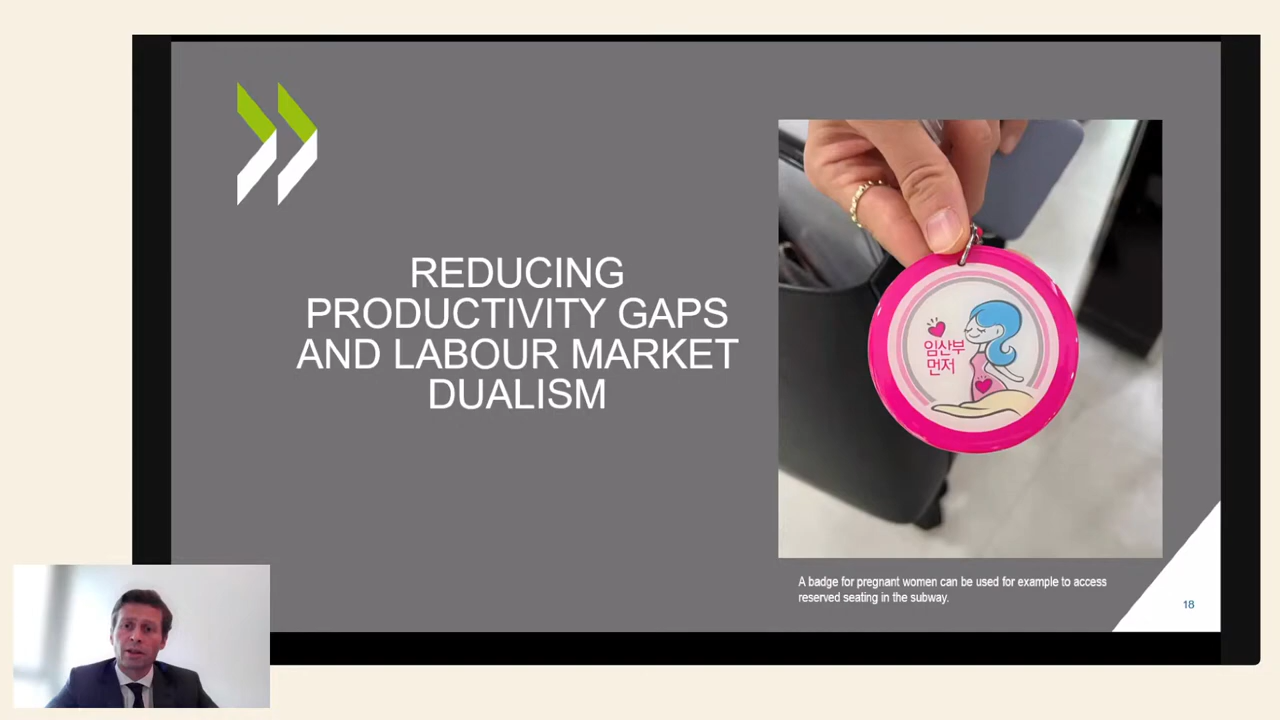 REDUCING
PRODUCTIVITY GAPS
AND LABOUR MARKET
DUALISM
임산부
먼저
A badge for pregnant women can be used for example to access
reserved seating in the subway.
18